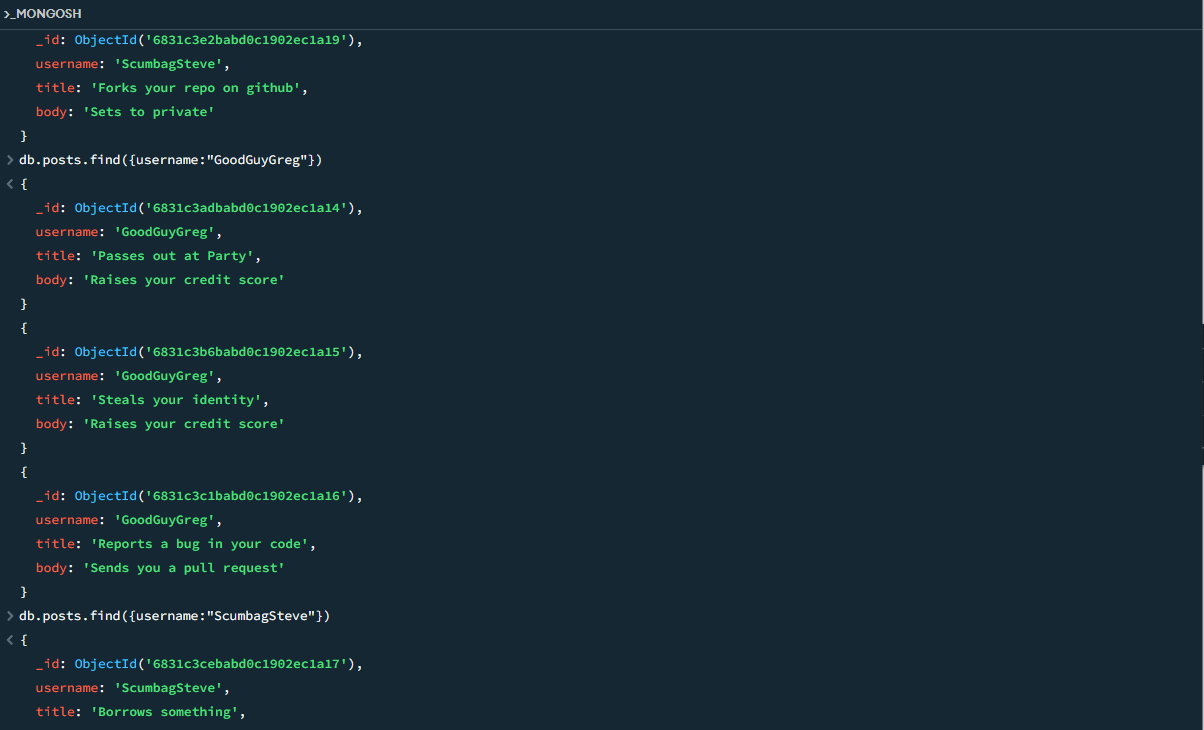 >_MONGOSH
_id: ObjectId('6831c3e2babd0c1902ec1a19'),
username: 'ScumbagSteve',
title: 'Forks your repo on github',
body: 'Sets to private'
}
> db.posts.find({username:"GoodGuyGreg"})
< {
_id: ObjectId('6831c3adbabd0c1902ec1a14'),
username: 'GoodGuyGreg',
title: 'Passes out at Party',
body: 'Raises your credit score'
}
{
_id: ObjectId('6831c3b6babd0c1902ec1a15'),
username: 'GoodGuyGreg',
title: 'Steals your identity',
body: 'Raises your credit score'
}
{
_id: ObjectId('6831c3c1babd0c1902ec1a16'),
username: 'GoodGuyGreg',
title: 'Reports a bug in your code',
body: 'Sends you a pull request'
}
> db.posts.find({username:"ScumbagSteve"})
< {
_id: ObjectId('6831c3cebabd0c1902ec1a17'),
username: 'ScumbagSteve',
title: 'Borrows something',